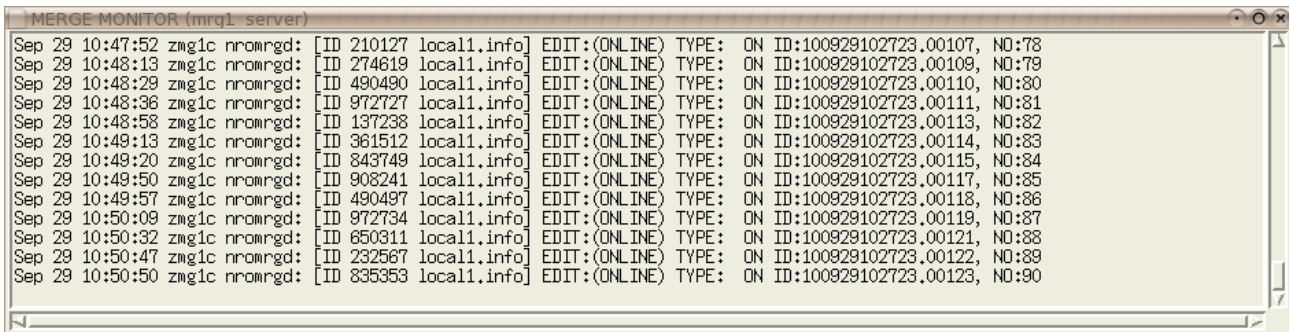 MERGE MONITOR (mrg1 server)
Sep 29 10:47:52 zmg1c nromrgd: [ID 210127 local1.info] EDIT:(ONLINE) TYPE:  ON ID:100929102723.00107, NO:78
Sep 29 10:48:13 zmg1c nromrgd: [ID 274619 local1.info] EDIT:(ONLINE) TYPE:  ON ID:100929102723.00109, NO:79
Sep 29 10:48:29 zmg1c nromrgd: [ID 490490 local1.info] EDIT:(ONLINE) TYPE:  ON ID:100929102723.00110, NO:80
Sep 29 10:48:36 zmg1c nromrgd: [ID 972727 local1.info] EDIT:(ONLINE) TYPE:  ON ID:100929102723.00111, NO:81
Sep 29 10:48:58 zmg1c nromrgd: [ID 137238 local1.info] EDIT:(ONLINE) TYPE:  ON ID:100929102723.00113, NO:82
Sep 29 10:49:13 zmg1c nromrgd: [ID 361512 local1.info] EDIT:(ONLINE) TYPE:  ON ID:100929102723.00114, NO:83
Sep 29 10:49:20 zmg1c nromrgd: [ID 843749 local1.info] EDIT:(ONLINE) TYPE:  ON ID:100929102723.00115, NO:84
Sep 29 10:49:50 zmg1c nromrgd: [ID 908241 local1.info] EDIT:(ONLINE) TYPE:  ON ID:100929102723.00117, NO:85
Sep 29 10:49:57 zmg1c nromrgd: [ID 490497 local1.info] EDIT:(ONLINE) TYPE:  ON ID:100929102723.00118, NO:86
Sep 29 10:50:09 zmg1c nromrgd: [ID 972734 local1.info] EDIT:(ONLINE) TYPE:  ON ID:100929102723.00119, NO:87
Sep 29 10:50:32 zmg1c nromrgd: [ID 650311 local1.info] EDIT:(ONLINE) TYPE:  ON ID:100929102723.00121, NO:88
Sep 29 10:50:47 zmg1c nromrgd: [ID 232567 local1.info] EDIT:(ONLINE) TYPE:  ON ID:100929102723.00122, NO:89
Sep 29 10:50:50 zmg1c nromrgd: [ID 835353 local1.info] EDIT:(ONLINE) TYPE:  ON ID:100929102723.00123, NO:90